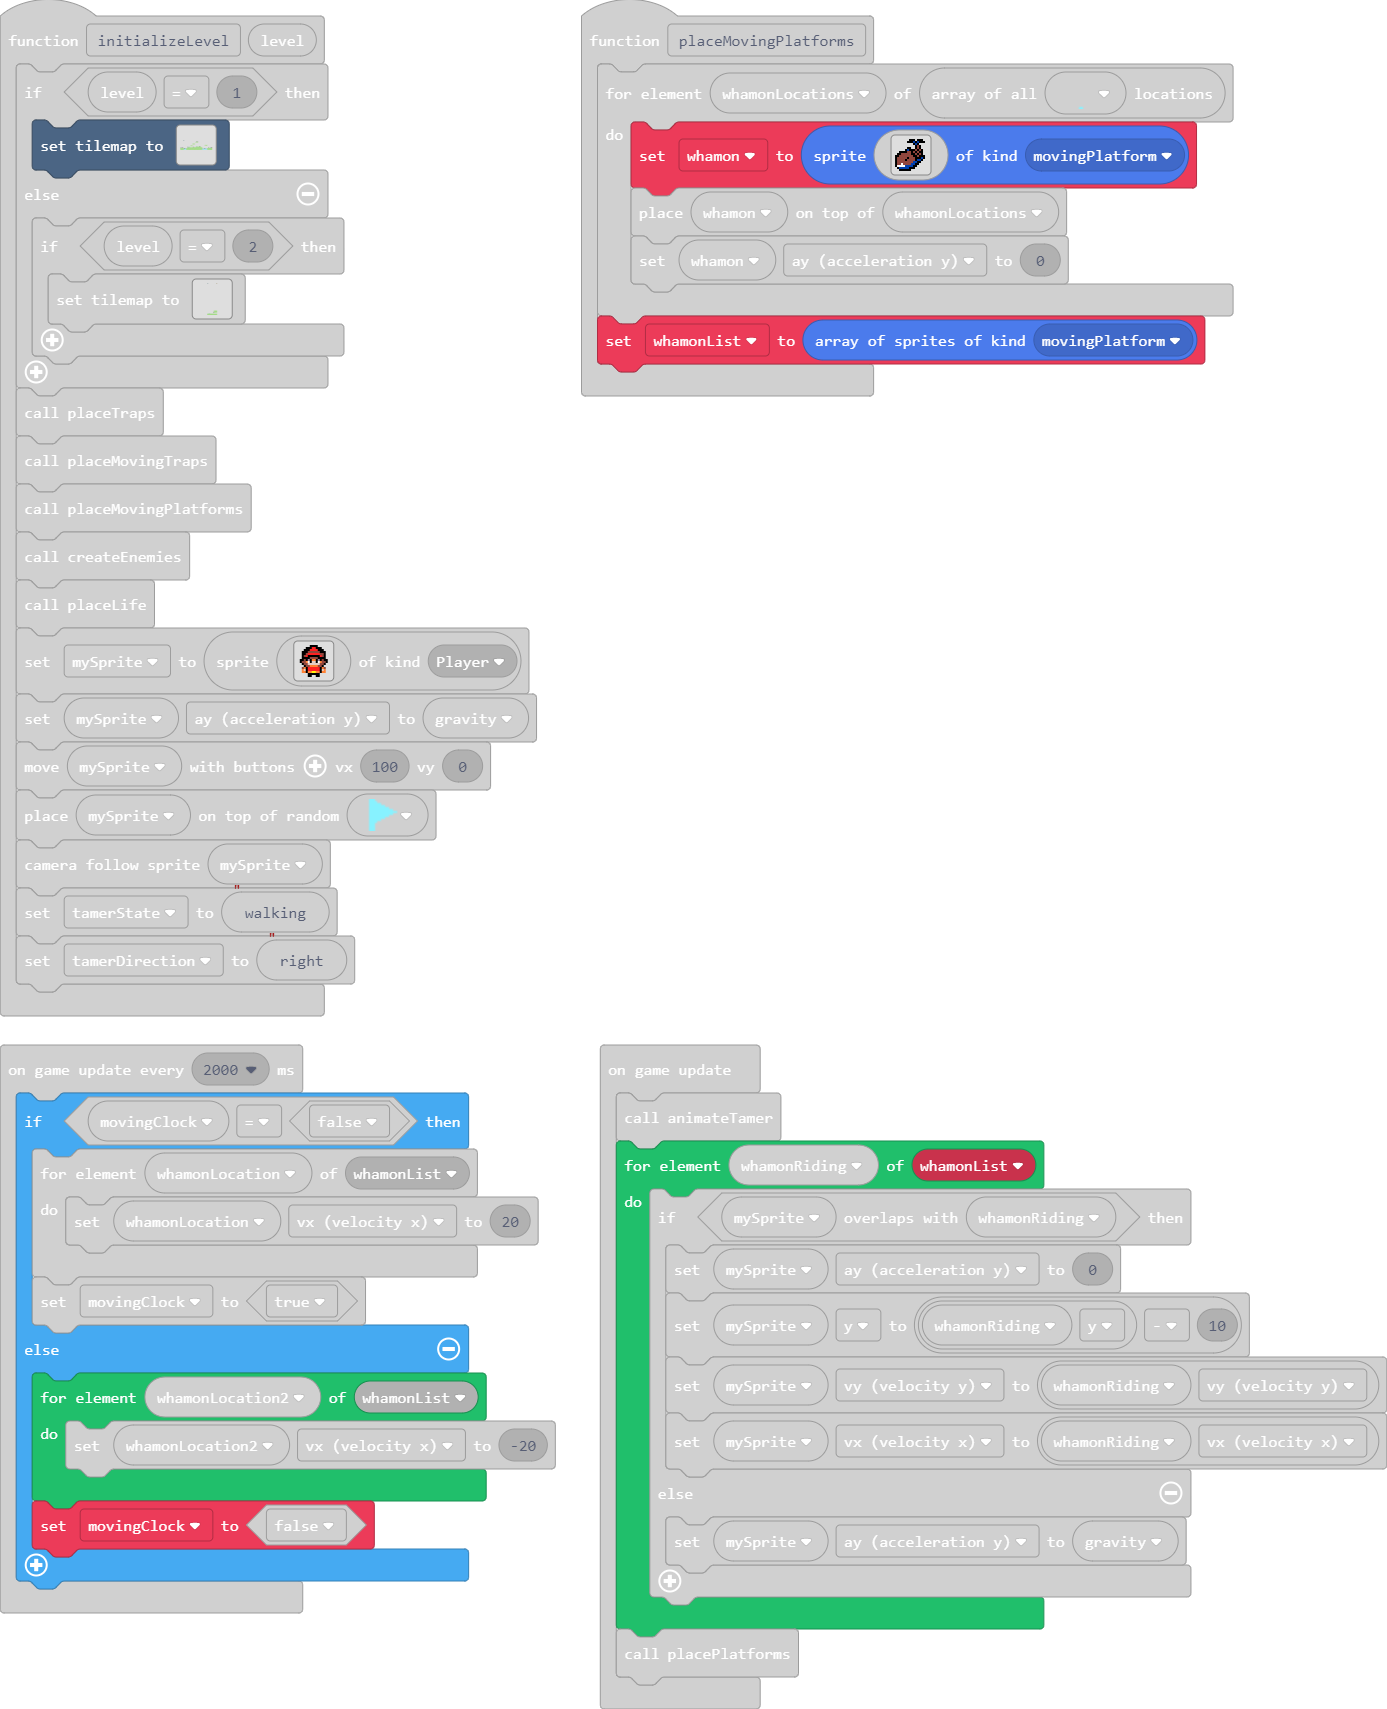 function initializeLevel level
if level = 1 then
set tilemap to
else
if level = 2 then
set tilemap to
call placeTraps
call placeMovingTraps
call placeMovingPlatforms
call createEnemies
call placeLife
set mySprite to sprite of kind Player
set mySprite ay (acceleration y) to gravity
move mySprite with buttons vx 100 vy 0
place mySprite on top of random
camera follow sprite mySprite
set tamerState to " walking
set tamerDirection to " right
function placeMovingPlatforms
for element whamonLocations of array of all locations
do
set whamon to sprite of kind movingPlatform
place whamon on top of whamonLocations
set whamon ay (acceleration y) to 0
set whamonList to array of sprites of kind movingPlatform
on game update every 2000 ms
if movingClock = false then
for element whamonLocation of whamonList
do
set whamonLocation vx (velocity x) to 20
set movingClock to true
else
for element whamonLocation2 of whamonList
do
set whamonLocation2 vx (velocity x) to -20
set movingClock to false
on game update
call animateTamer
for element whamonRiding of whamonList
do
if mySprite overlaps with whamonRiding then
set mySprite ay (acceleration y) to 0
set mySprite y to whamonRiding y - 10
set mySprite vy (velocity y) to whamonRiding vy (velocity y)
set mySprite vx (velocity x) to whamonRiding vx (velocity x)
else
set mySprite ay (acceleration y) to gravity
call placePlatforms